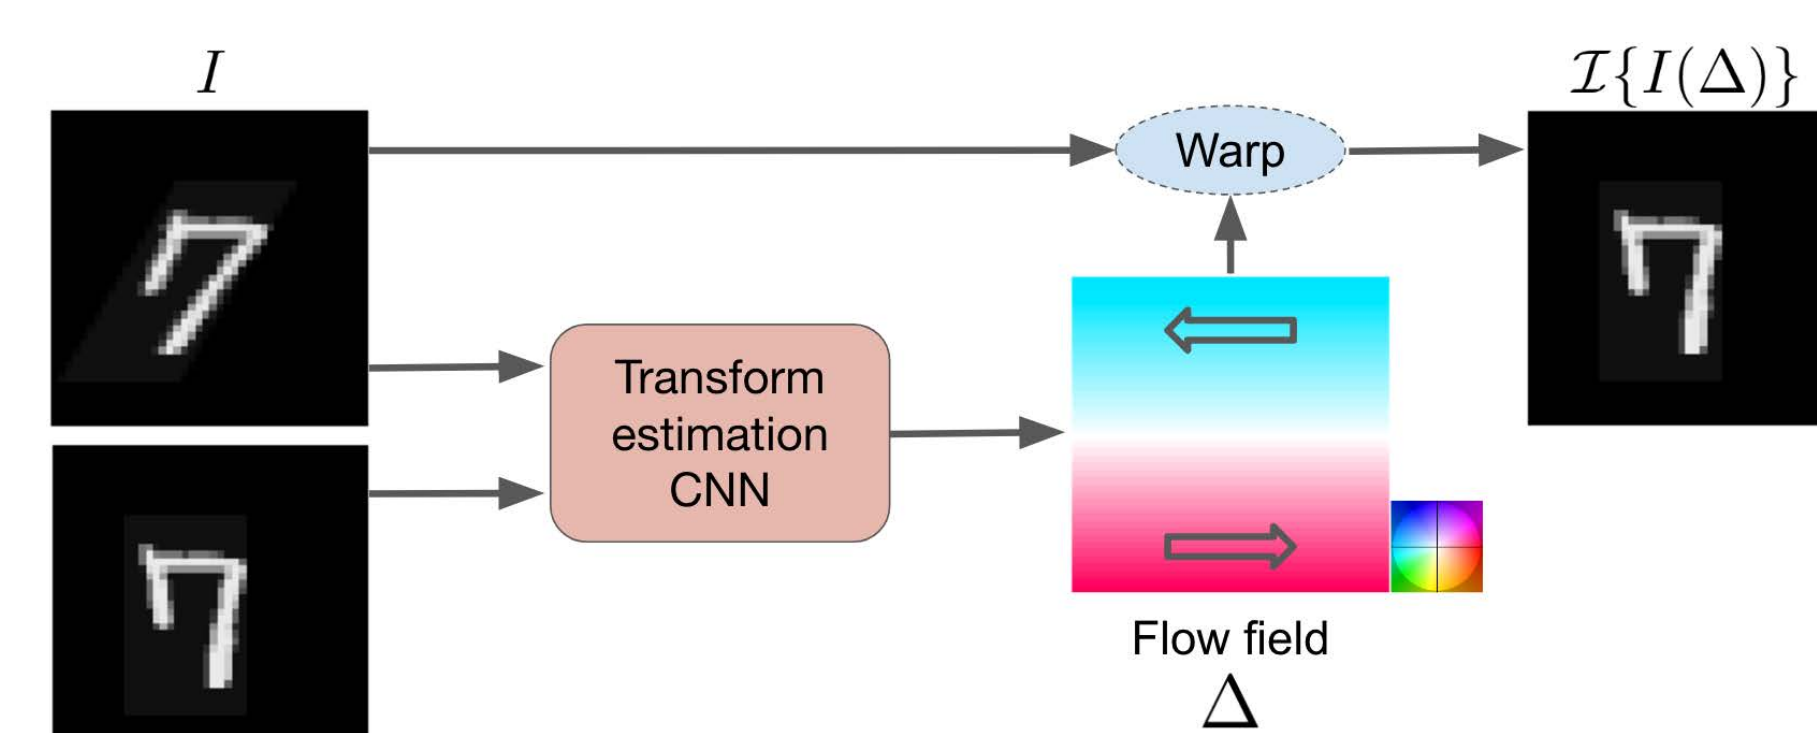 I
ℐ{I(Δ)}
Warp
Transform
estimation
CNN
Flow field
Δ